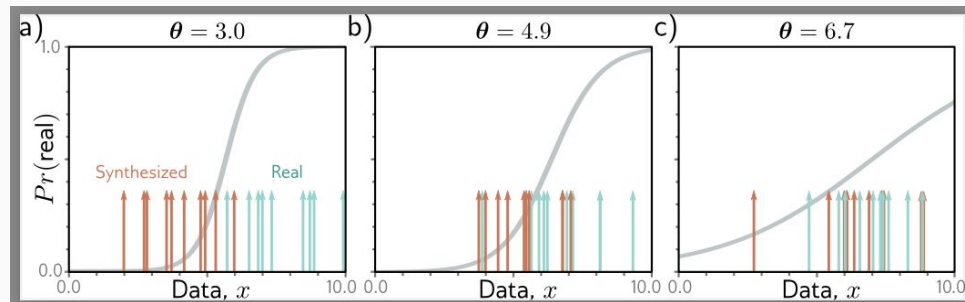 a) θ = 3.0 b) θ = 4.9 c) θ = 6.7
1.0
Pr(real)
Synthesized Real
0.0
0.0 Data, x 10.0 0.0 Data, x 10.0 0.0 Data, x 10.0